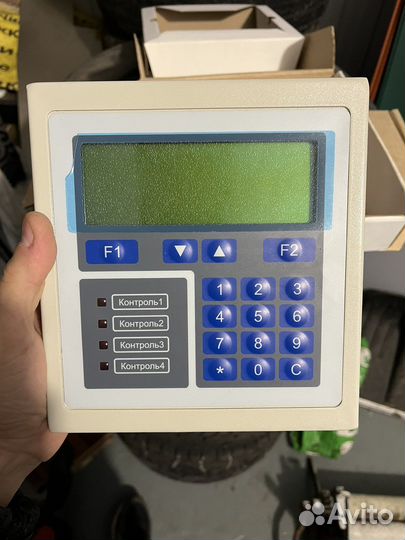 F1
▼
▲
F2
1 2 3
Контроль1
4 5 6
Контроль2
7 8 9
Контроль3
* 0 C
Контроль4
Avito